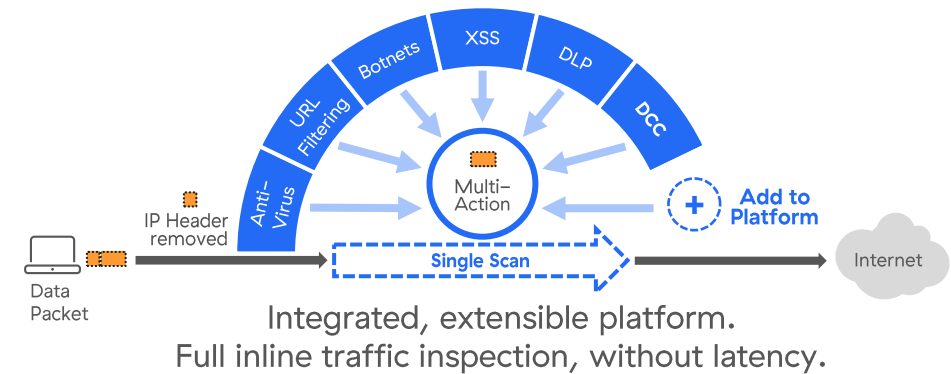 XSS
Botnets
DLP
URL
Filtering
DCC
Anti-
Virus
Multi-
Action
IP Header
removed
+
Add to
Platform
Single Scan
Internet
Data
Packet
Integrated, extensible platform.
Full inline traffic inspection, without latency.